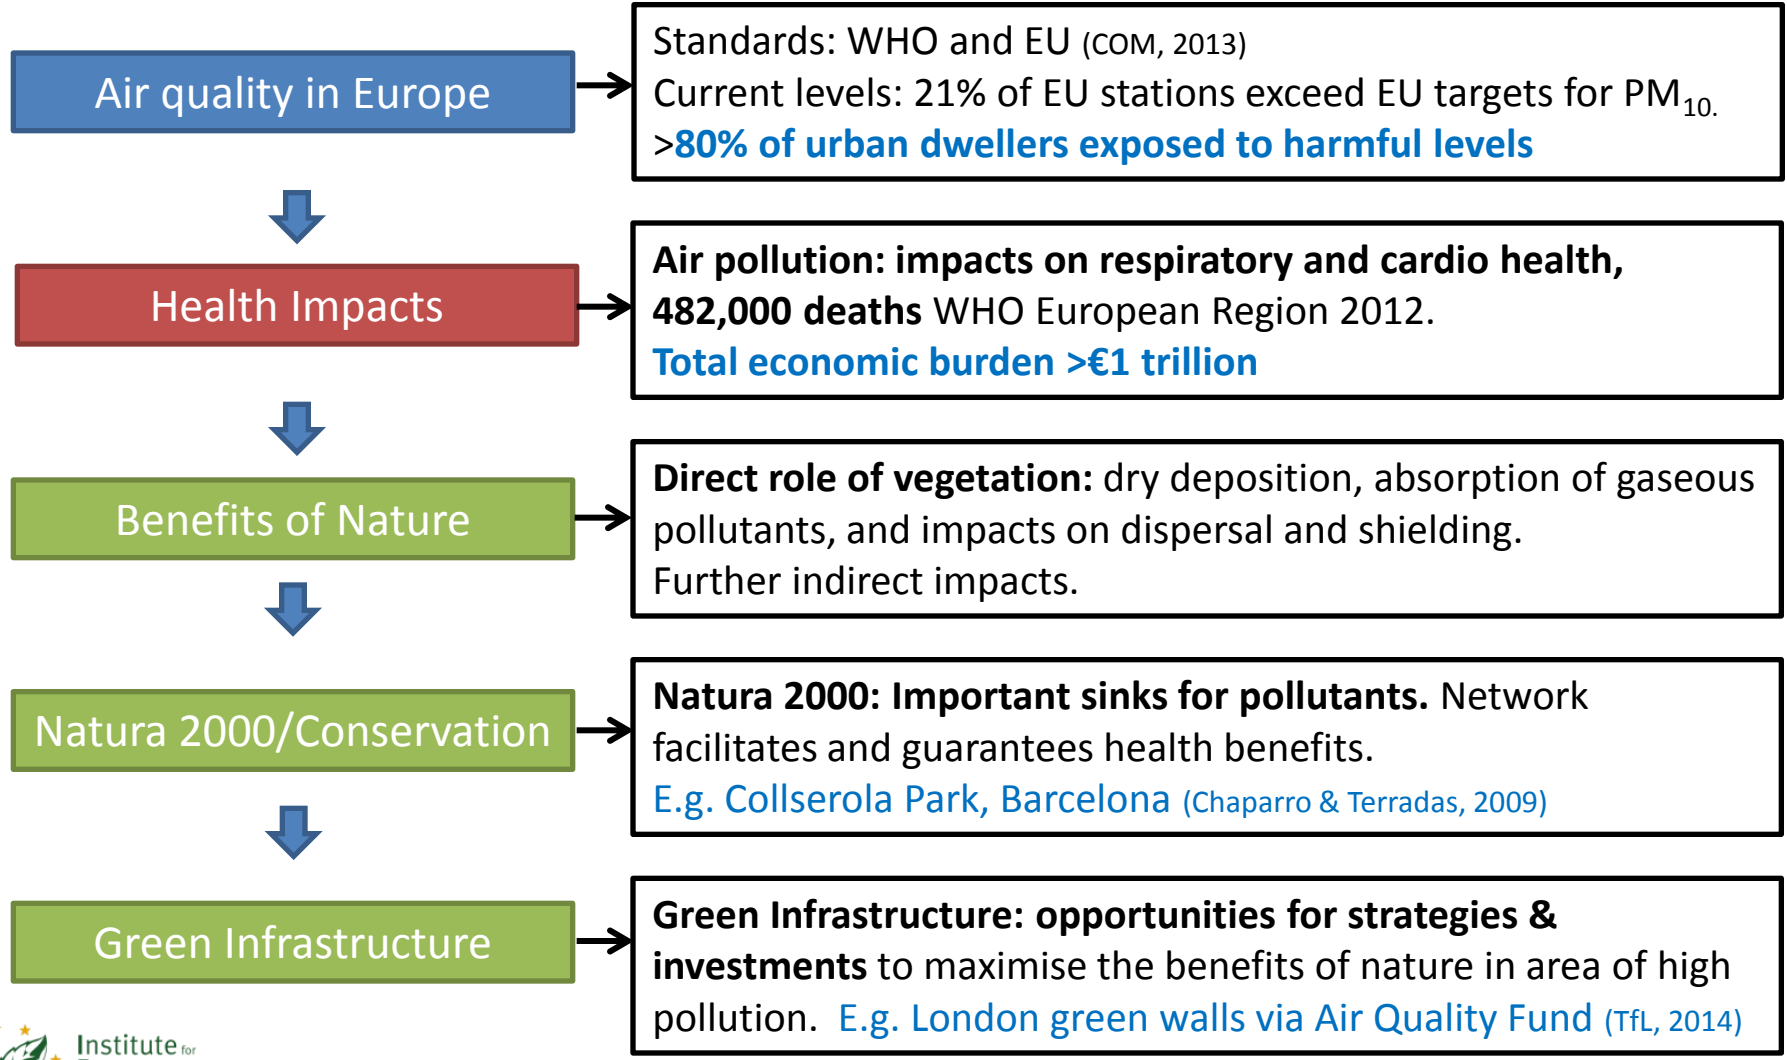 Air quality in Europe
Standards: WHO and EU (COM, 2013)
Current levels: 21% of EU stations exceed EU targets for PM10.
>80% of urban dwellers exposed to harmful levels
Health Impacts
Air pollution: impacts on respiratory and cardio health,
482,000 deaths WHO European Region 2012.
Total economic burden >€1 trillion
Benefits of Nature
Direct role of vegetation: dry deposition, absorption of gaseous
pollutants, and impacts on dispersal and shielding.
Further indirect impacts.
Natura 2000/Conservation
Natura 2000: Important sinks for pollutants. Network
facilitates and guarantees health benefits.
E.g. Collserola Park, Barcelona (Chaparro & Terradas, 2009)
Green Infrastructure
Green Infrastructure: opportunities for strategies &
investments to maximise the benefits of nature in area of high
pollution. E.g. London green walls via Air Quality Fund (TfL, 2014)
Institute for